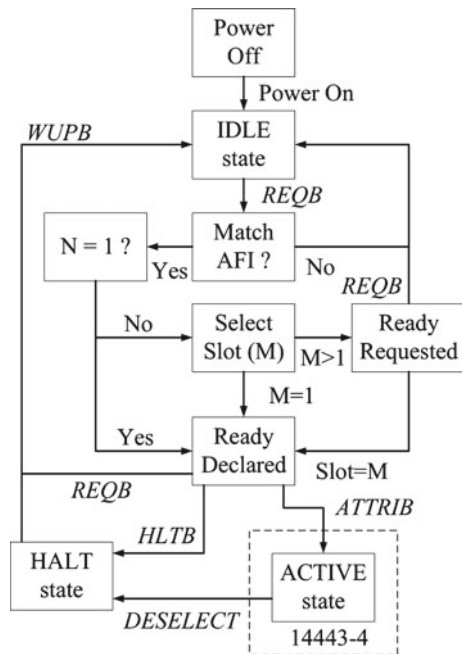 Power
Off
Power On
WUPB
IDLE
state
REQB
N = 1 ?
Yes
Match
AFI ?
No
REQB
No
Select
Slot (M)
M>1
Ready
Requested
M=1
Yes
Ready
Declared
Slot=M
REQB
ATTRIB
HLTB
HALT
state
ACTIVE
state
DESELECT
14443-4